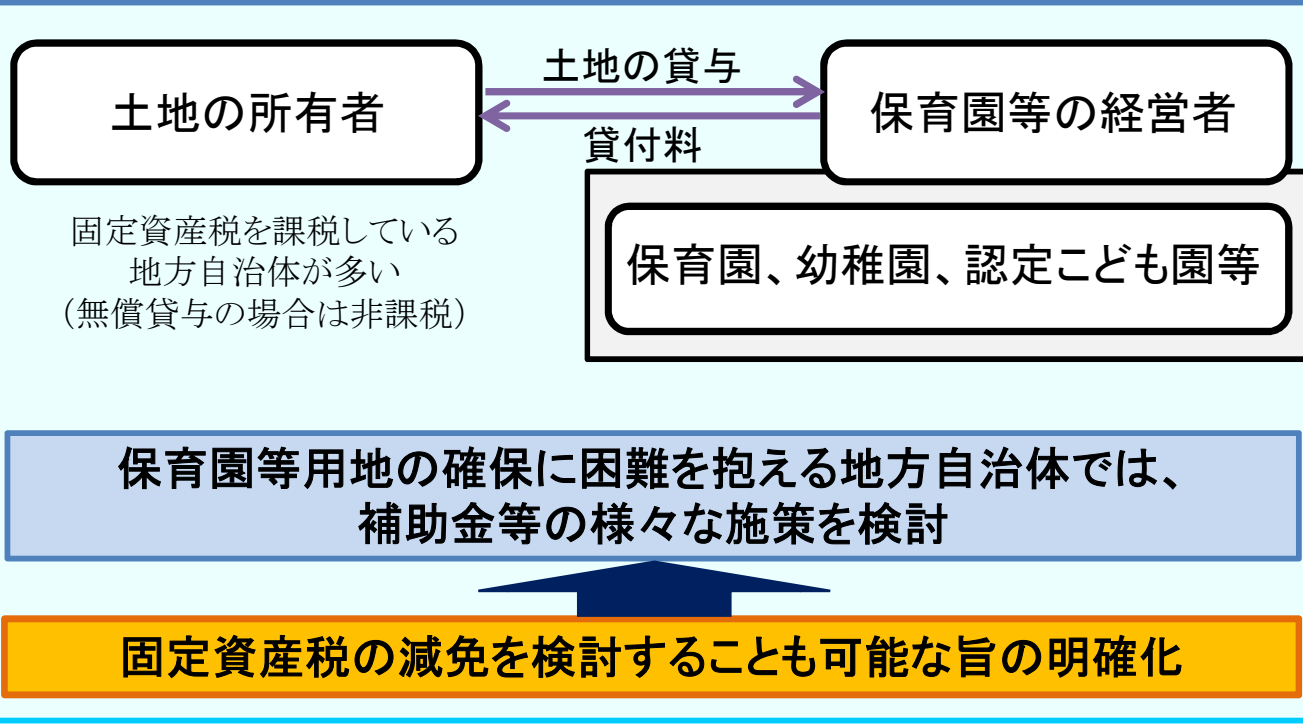 土地の所有者
土地の貸与
貸付料
保育園等の経営者
固定資産税を課税している
地方自治体が多い
（無償貸与の場合は非課税）
保育園、幼稚園、認定こども園等
保育園等用地の確保に困難を抱える地方自治体では、
補助金等の様々な施策を検討
固定資産税の減免を検討することも可能な旨の明確化